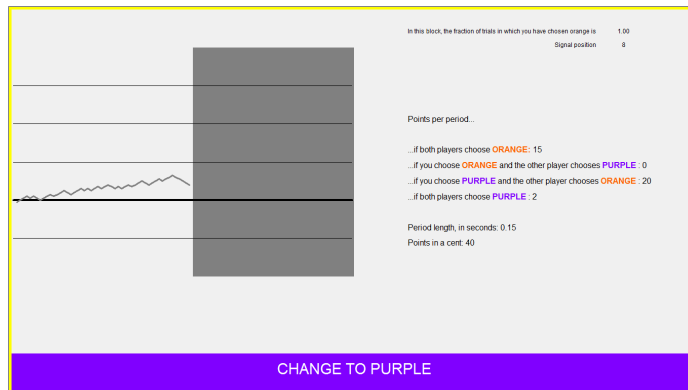 In this block, the fraction of trials in which you have chosen orange is 1.00
Signal position 8
Points per period...
...if both players choose ORANGE: 15
...if you choose ORANGE and the other player chooses PURPLE : 0
...if you choose PURPLE and the other player chooses ORANGE : 20
...if both players choose PURPLE : 2
Period length, in seconds: 0.15
Points in a cent: 40
CHANGE TO PURPLE